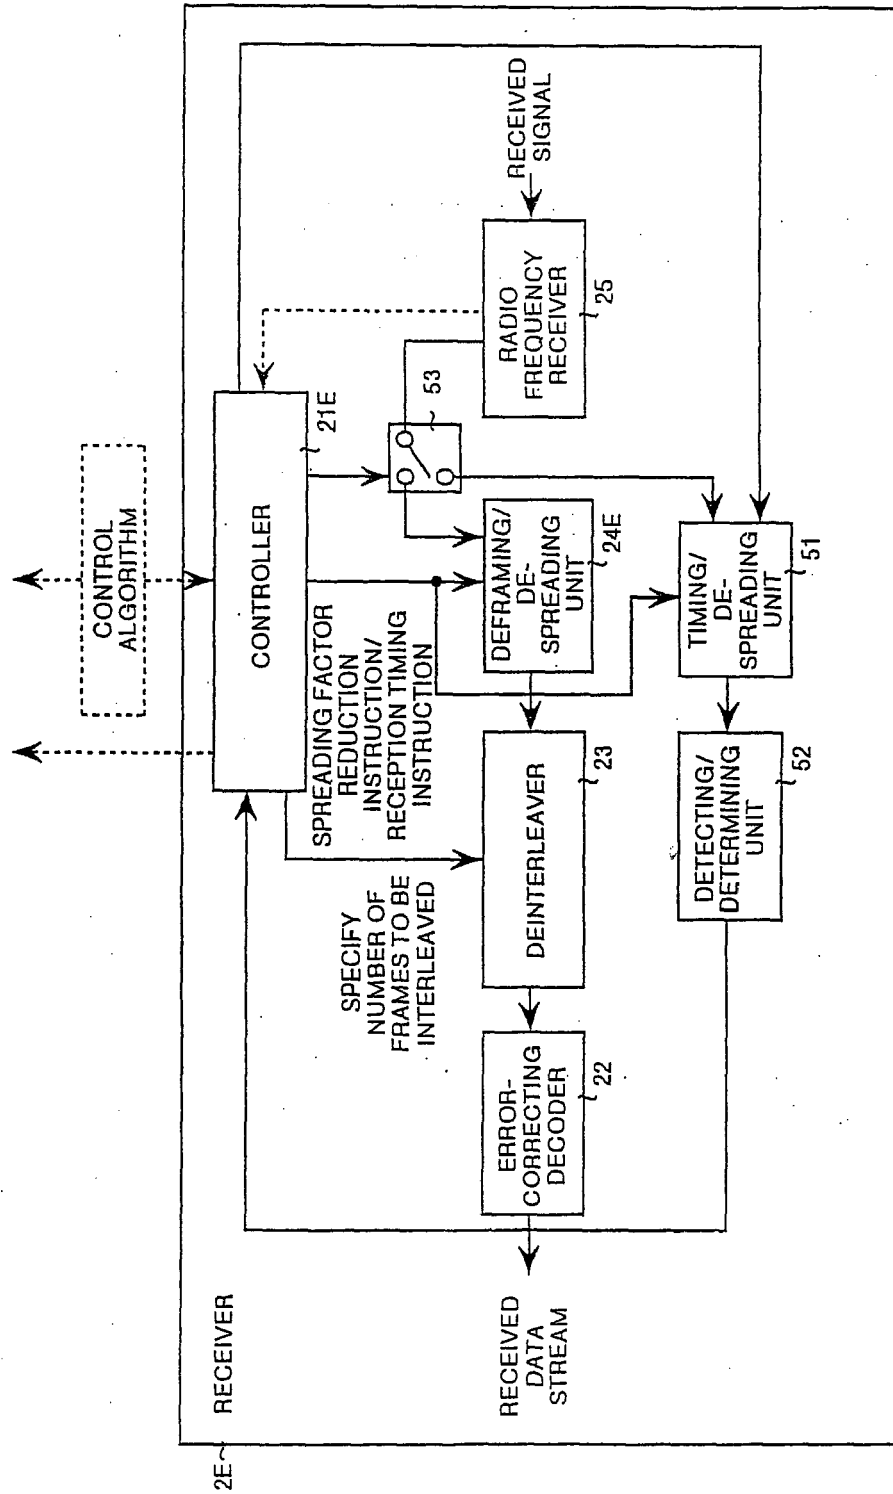 2E
RECEIVER
CONTROL
ALGORITHM
CONTROLLER
21E
SPREADING FACTOR
REDUCTION
INSTRUCTION/
RECEPTION TIMING
INSTRUCTION
SPECIFY
NUMBER OF
FRAMES TO BE
INTERLEAVED
53
RECEIVED
DATA
STREAM
ERROR-
CORRECTING
DECODER
22
DEINTERLEAVER
23
DEFRAMING/
DE-
SPREADING
UNIT
24E
RADIO
FREQUENCY
RECEIVER
25
RECEIVED
SIGNAL
DETECTING/
DETERMINING
UNIT
52
TIMING/
DE-
SPREADING
UNIT
51